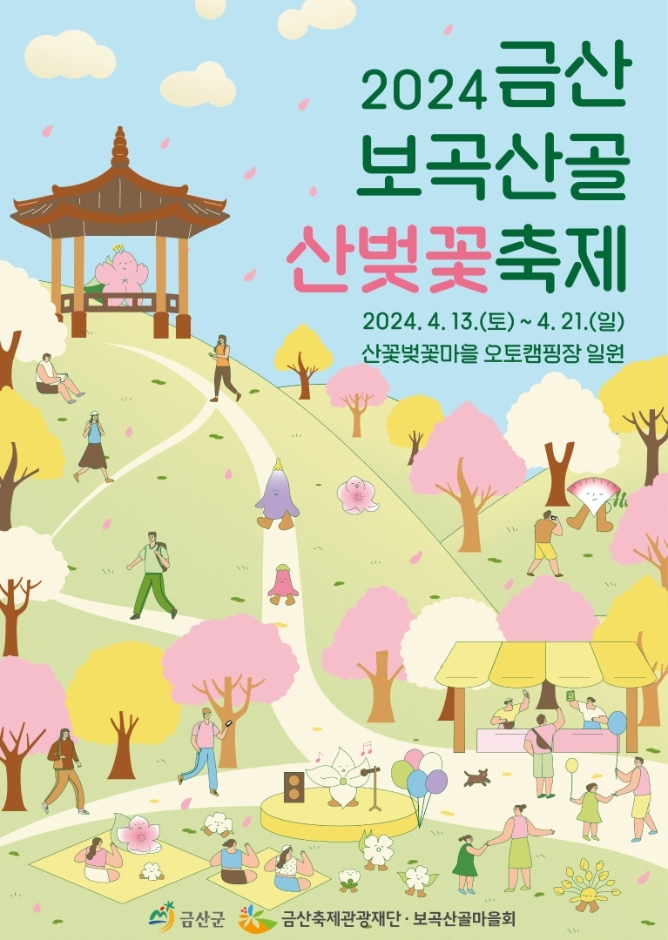 2024 금산
보곡산골
산벚꽃축제
2024. 4. 13.(토) ~ 4. 21.(일)
산꽃벚꽃마을 오토캠핑장 일원
금산군 금산축제관광재단 · 보곡산골마을회